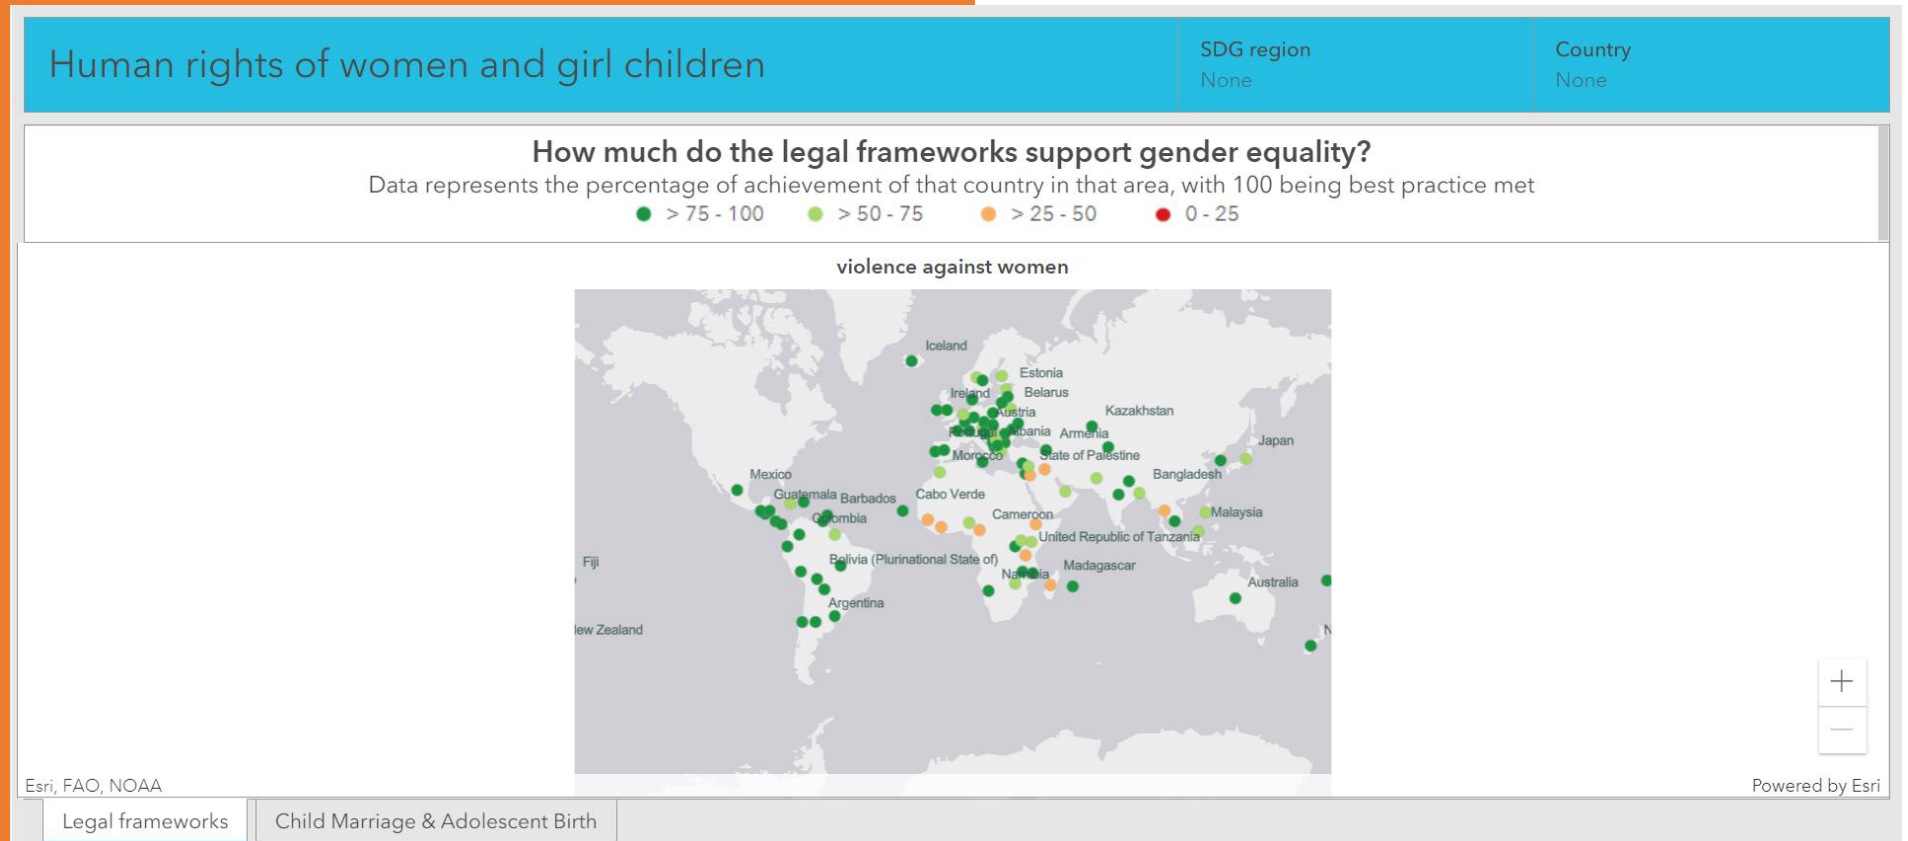 Human rights of women and girl children
SDG region
None
Country
None
How much do the legal frameworks support gender equality?
Data represents the percentage of achievement of that country in that area, with 100 being best practice met
> 75 - 100 > 50 - 75 > 25 - 50 0 - 25
violence against women
Iceland
Estonia
Ireland
Belarus
Austria
Kazakhstan
Portugal
Albania
Armenia
Japan
Morocco
State of Palestine
Mexico
Bangladesh
Guatemala
Barbados
Cabo Verde
Colombia
Cameroon
Malaysia
United Republic of Tanzania
Fiji
Bolivia (Plurinational State of)
Namibia
Madagascar
Australia
Argentina
ew Zealand
N
Esri, FAO, NOAA
Powered by Esri
Legal frameworks
Child Marriage & Adolescent Birth